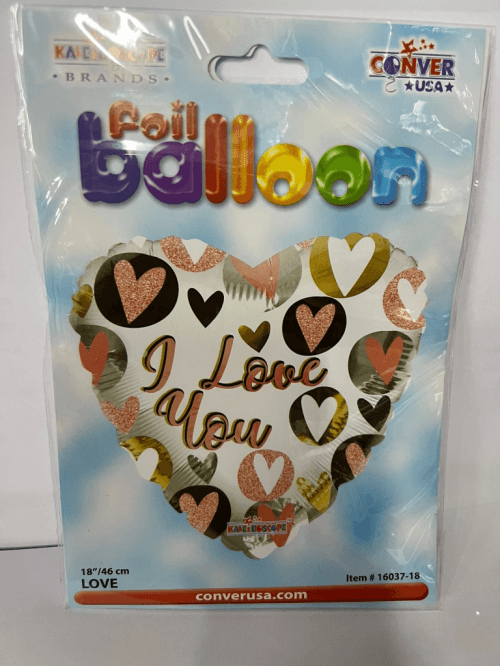 KALEIDOSCOPE
• BRANDS •
CONVER
★USA★
Foil
balloon
I Love
You
KALEIDOSCOPE
18"/46 cm
LOVE
Item # 16037-18
converusa.com